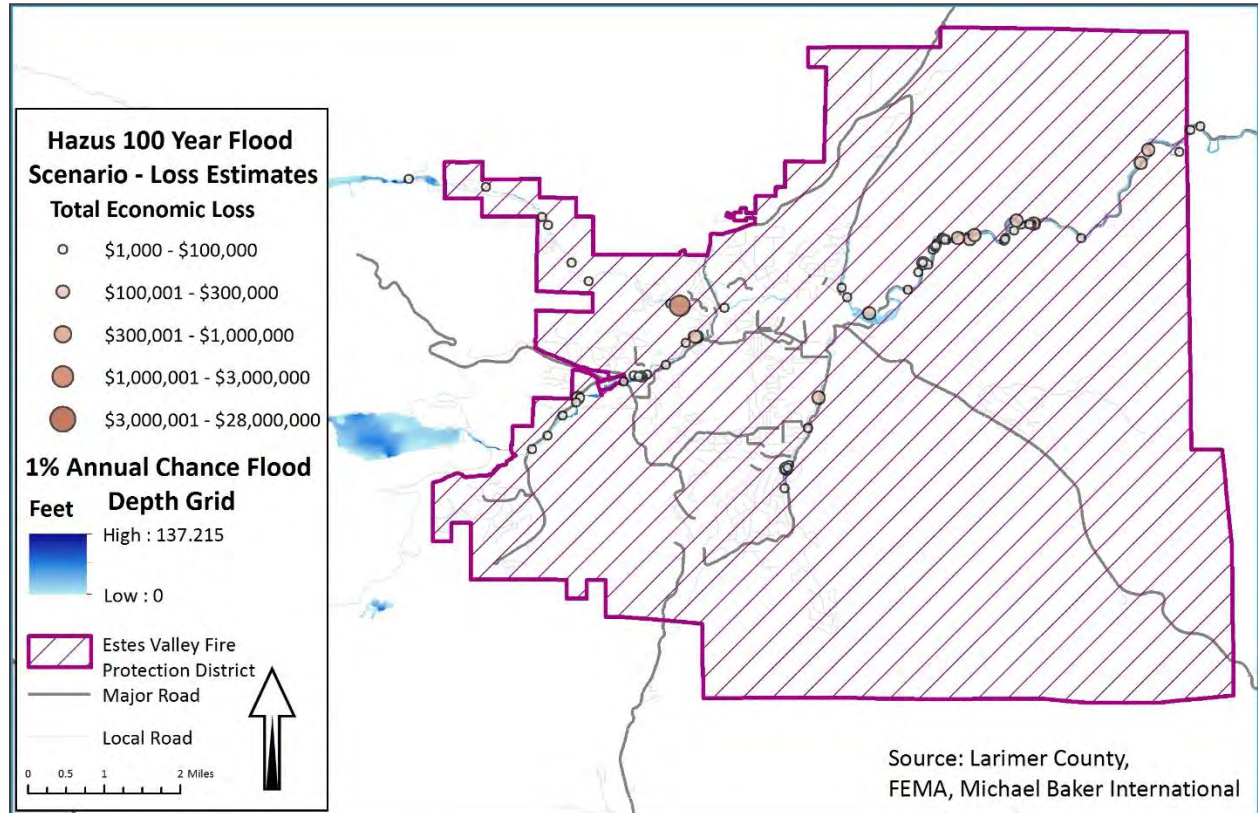 Hazus 100 Year Flood
Scenario - Loss Estimates
Total Economic Loss
$1,000 - $100,000
$100,001 - $300,000
$300,001 - $1,000,000
$1,000,001 - $3,000,000
$3,000,001 - $28,000,000
1% Annual Chance Flood
Depth Grid
Feet
High : 137.215
Low : 0
Estes Valley Fire
Protection District
Major Road
Local Road
0 0.5 1 2 Miles
Source: Larimer County,
FEMA, Michael Baker International